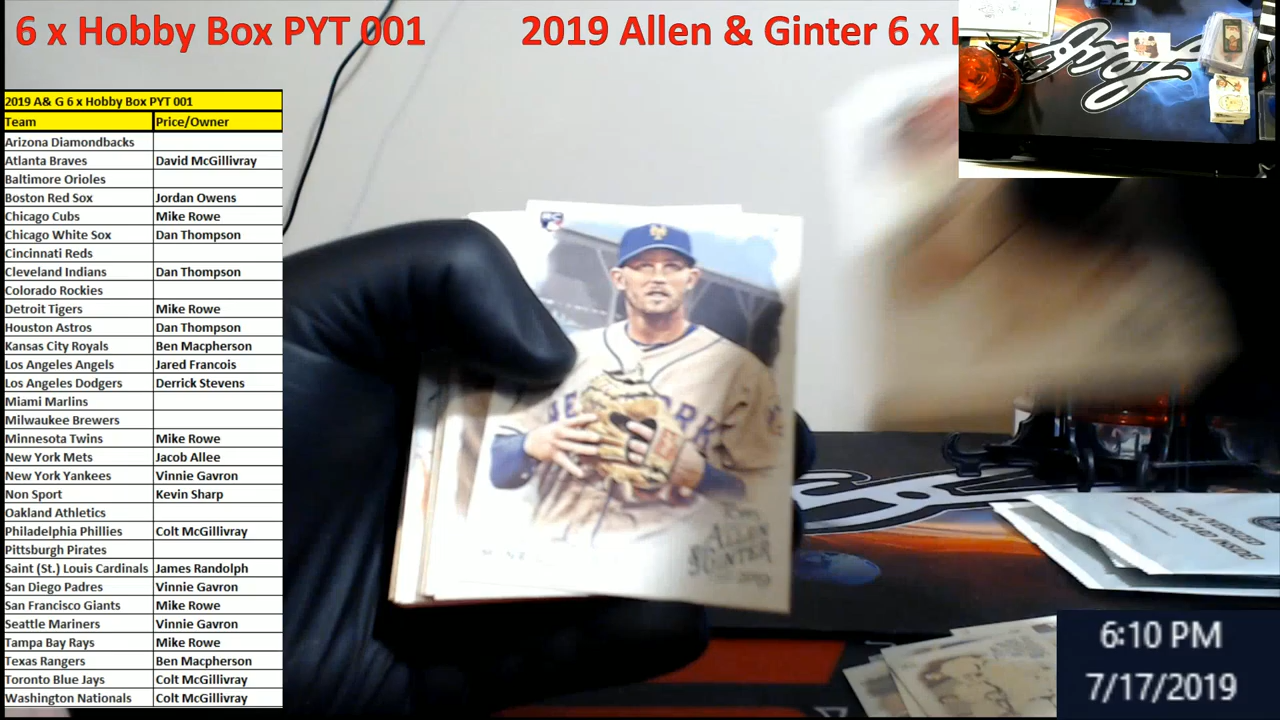 6 x Hobby Box PYT 001 2019 Allen & Ginter 6 x
2019 A& G 6 x Hobby Box PYT 001
Team Price/Owner
Arizona Diamondbacks
Atlanta Braves David McGillivray
Baltimore Orioles
Boston Red Sox Jordan Owens
Chicago Cubs Mike Rowe
Chicago White Sox Dan Thompson
Cincinnati Reds
Cleveland Indians Dan Thompson
Colorado Rockies
Detroit Tigers Mike Rowe
Houston Astros Dan Thompson
Kansas City Royals Ben Macpherson
Los Angeles Angels Jared Francois
Los Angeles Dodgers Derrick Stevens
Miami Marlins
Milwaukee Brewers
Minnesota Twins Mike Rowe
New York Mets Jacob Allee
New York Yankees Vinnie Gavron
Non Sport Kevin Sharp
Oakland Athletics
Philadelphia Phillies Colt McGillivray
Pittsburgh Pirates
Saint (St.) Louis Cardinals James Randolph
San Diego Padres Vinnie Gavron
San Francisco Giants Mike Rowe
Seattle Mariners Vinnie Gavron
Tampa Bay Rays Mike Rowe
Texas Rangers Ben Macpherson
Toronto Blue Jays Colt McGillivray
Washington Nationals Colt McGillivray
RC
Topps
ALLEN
& GINTER
2019
ONE OVERSIZED
6:10 PM
7/17/2019